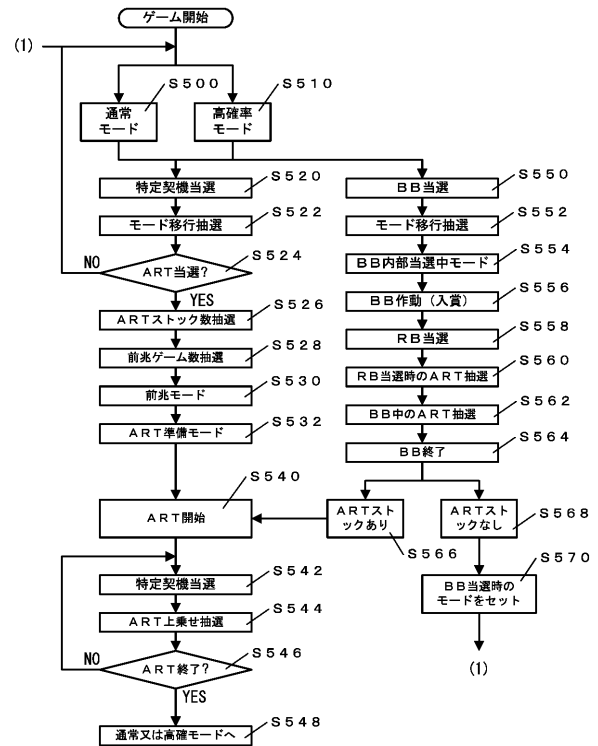 ゲーム開始
(1)
S500
S510
通常
モード
高確率
モード
S520
特定契機当選
S522
モード移行抽選
S524
NO
ART当選?
YES
S526
ARTストック数抽選
S528
前兆ゲーム数抽選
S530
前兆モード
S532
ART準備モード
S540
ART開始
S542
特定契機当選
S544
ART上乗せ抽選
NO
S546
ART終了?
YES
S548
通常又は高確モードへ
S550
BB当選
S552
モード移行抽選
S554
BB内部当選中モード
S556
BB作動(入賞)
S558
RB当選
S560
RB当選時のART抽選
S562
BB中のART抽選
S564
BB終了
ARTスト
ックあり
S566
ARTスト
ックなし
S568
S570
BB当選時の
モードをセット
(1)